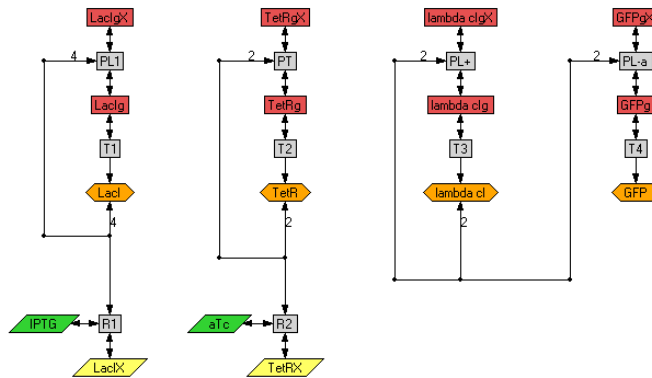 LacIgX
TetRgX
lambda cIgX
GFPgX
4
PL1
2
PT
2
PL+
2
PL-a
LacIg
TetRg
lambda cIg
GFPg
T1
T2
T3
T4
LacI
TetR
lambda cI
GFP
4
2
2
IPTG
R1
aTc
R2
LacIX
TetRX